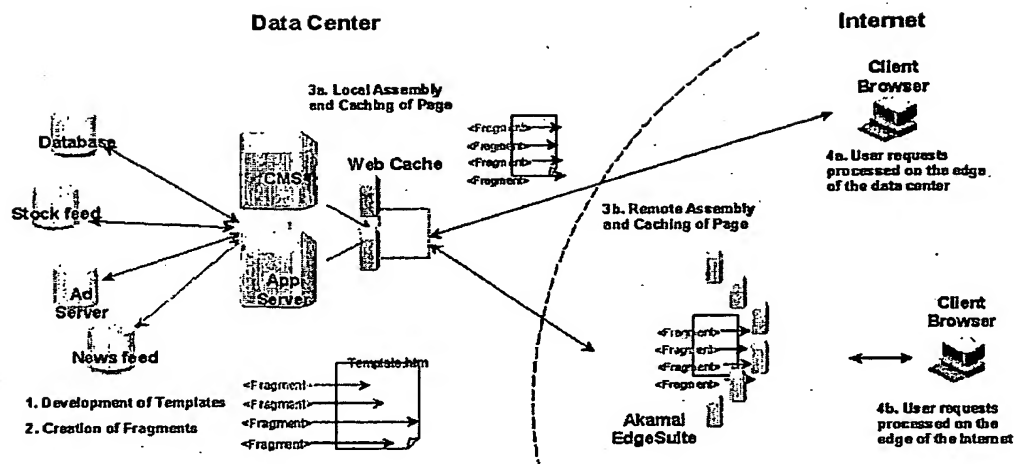 Data Center
Internet
3a. Local Assembly
and Caching of Page
Client
Browser
Database
<Fragment>
<Fragment>
<Fragment>
<Fragment>
CMS
Web Cache
4a. User requests
processed on the edge
of the data center
Stock feed
3b. Remote Assembly
and Caching of Page
App
Server
Ad
Server
News feed
Client
Browser
<Fragment>
<Fragment>
<Fragment>
<Fragment>
Template.htm
<Fragment>
<Fragment>
<Fragment>
<Fragment>
1. Development of Templates
2. Creation of Fragments
Akamai
EdgeSuite
4b. User requests
processed on the
edge of the Internet